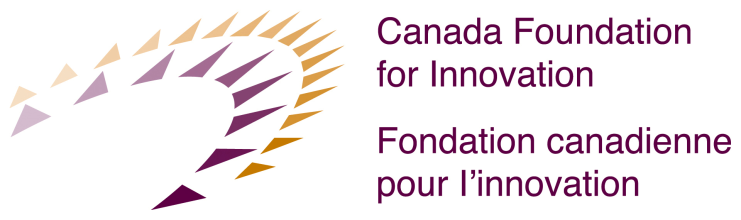 Canada Foundation
for Innovation
Fondation canadienne
pour l’innovation